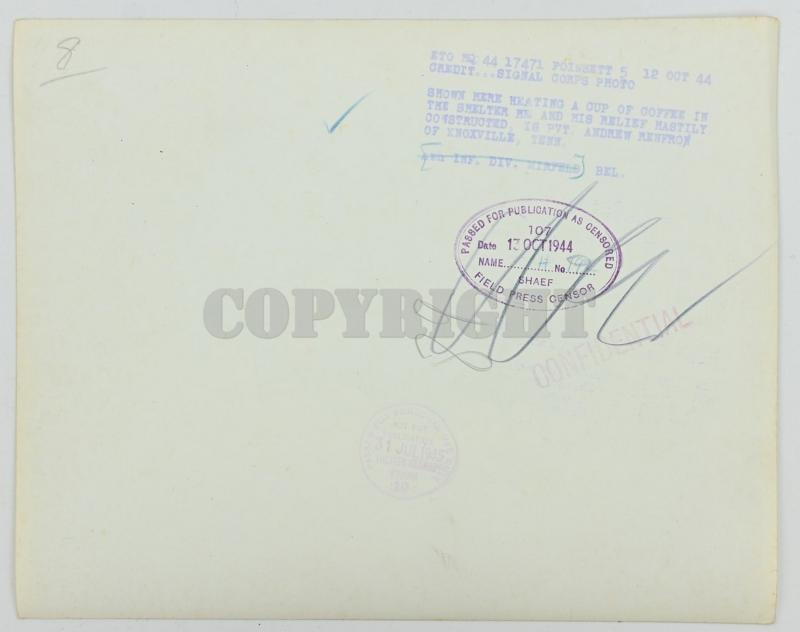 8
ETO HQ 44 17471 POINSETT 5 12 OCT 44
CREDIT...SIGNAL CORPS PHOTO
SHOWN HERE HEATING A CUP OF COFFEE IN
THE SHELTER HE AND HIS RELIEF HASTILY
CONSTRUCTED, IS PVT. ANDREW RENFROW
OF KNOXVILLE, TENN.
INF. DIV. BEL.
PASSED FOR PUBLICATION AS CENSORED
107
Date 13 OCT 1944
NAME............... No..........
SHAEF
FIELD PRESS CENSOR
COPYRIGHT
CONFIDENTIAL
31 JUL 1945